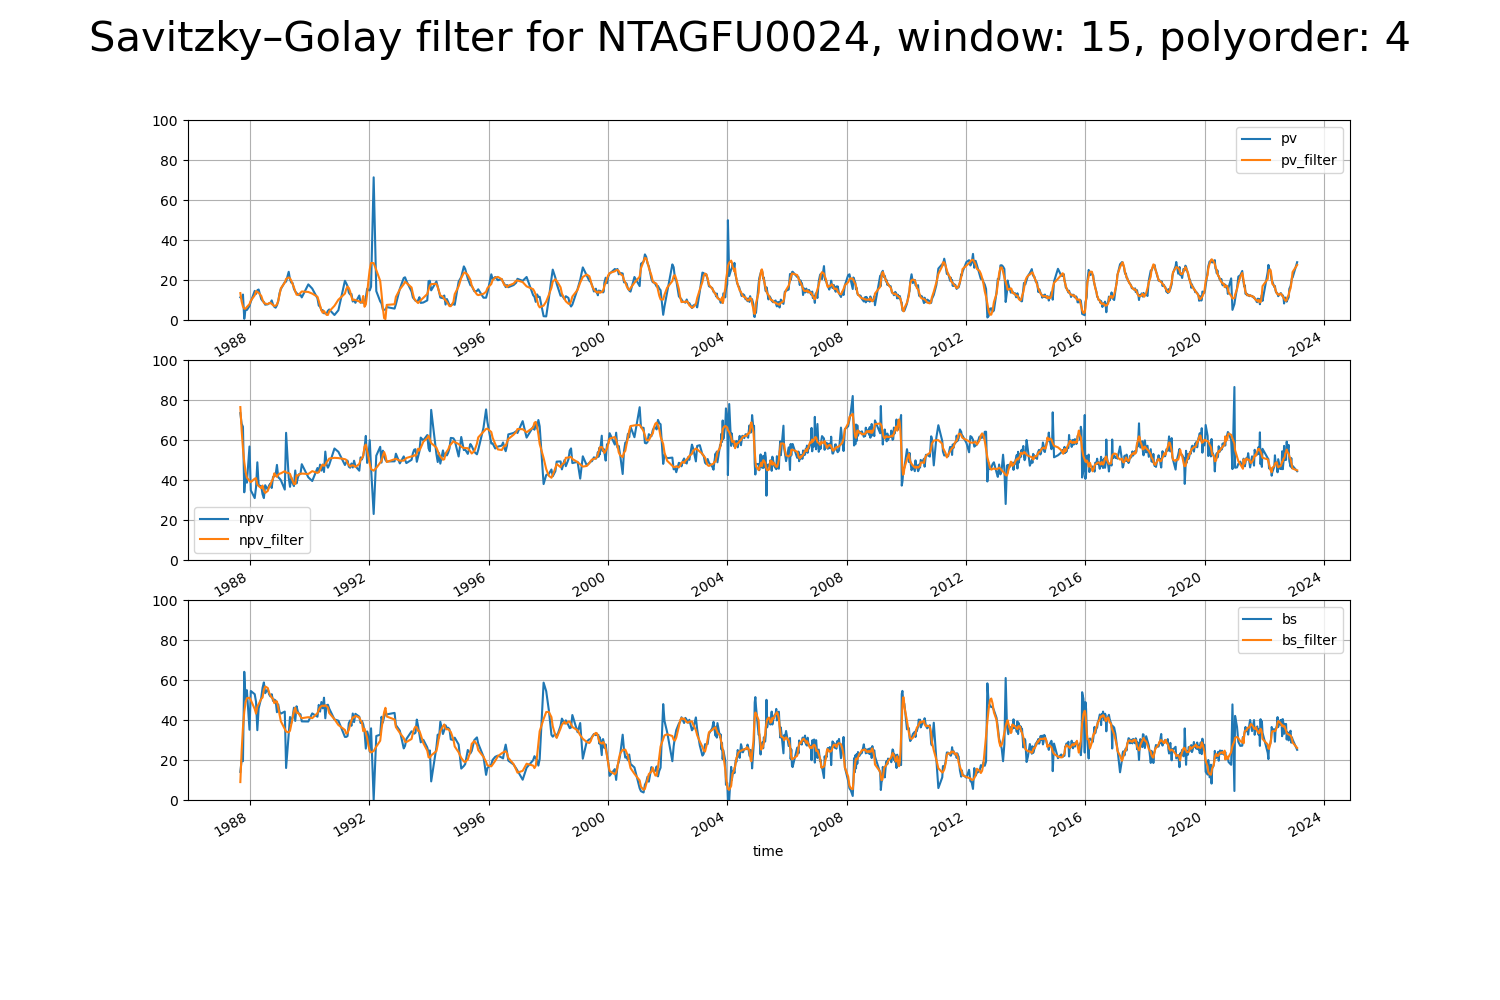 Savitzky–Golay filter for NTAGFU0024, window: 15, polyorder: 4
100
80
60
40
20
0
pv
pv_filter
1988 1992 1996 2000 2004 2008 2012 2016 2020 2024
100
80
60
40
20
0
npv
npv_filter
1988 1992 1996 2000 2004 2008 2012 2016 2020 2024
100
80
60
40
20
0
bs
bs_filter
1988 1992 1996 2000 2004 2008 2012 2016 2020 2024
time